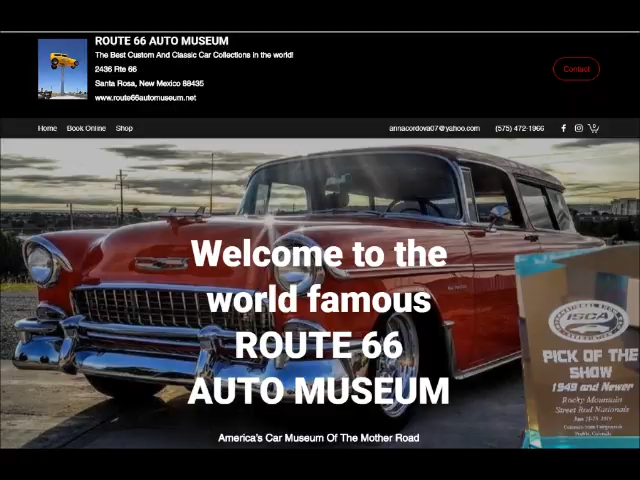 ROUTE 66 AUTO MUSEUM
The Best Custom And Classic Car Collections in the world!
2436 Rte 66
Santa Rosa, New Mexico 88435
www.route66automuseum.net
Contact
Home Book Online Shop
annacordova07@yahoo.com (575) 472-1966
0
Welcome to the
world famous
ROUTE 66
AUTO MUSEUM
America's Car Museum Of The Mother Road
ISCA
PICK OF THE
SHOW
1949 and Newer
Rocky Mountain
Street Rod Nationals
Pueblo, Colorado